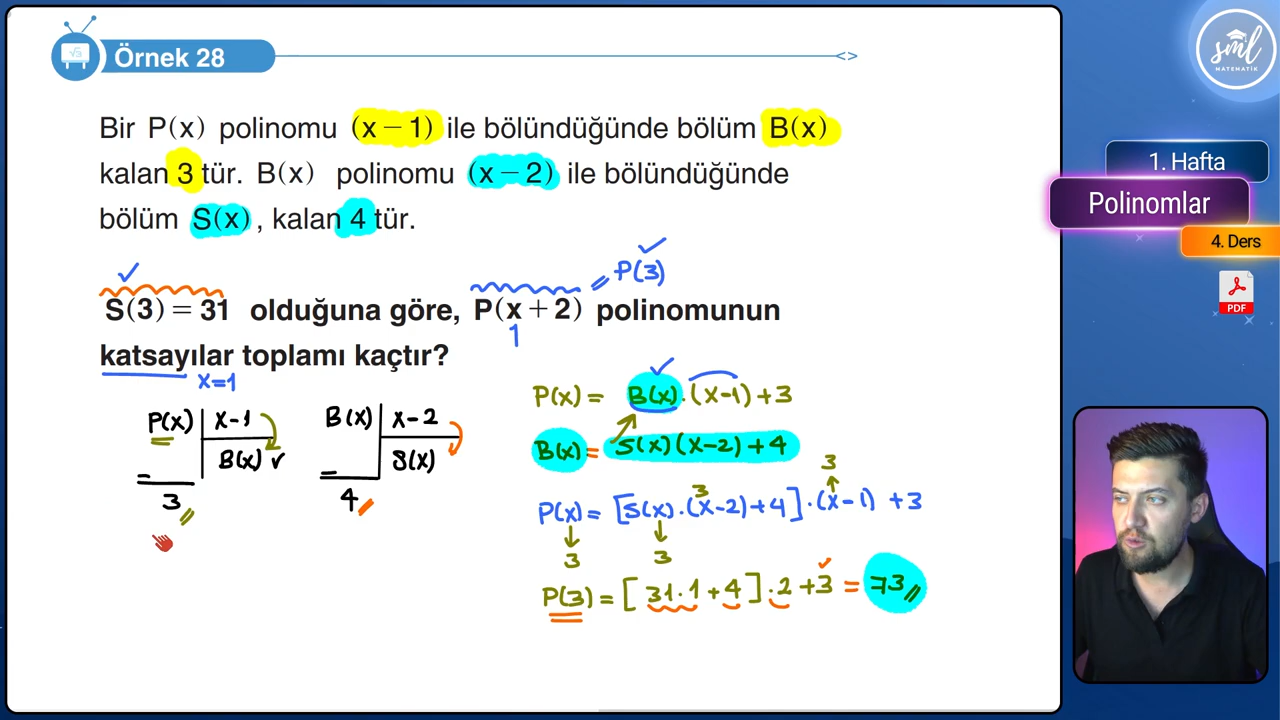 Örnek 28
<>
Bir P(x) polinomu (x − 1) ile bölündüğünde bölüm B(x)
kalan 3 tür. B(x) polinomu (x − 2) ile bölündüğünde
bölüm S(x), kalan 4 tür.
= P(3)
S(3) = 31 olduğuna göre, P(x + 2) polinomunun
1
katsayılar toplamı kaçtır?
x=1
P(x) x-1
B(x)
3
B(x) x-2
S(x)
4
P(x) = B(x).(x-1)+3
B(x) = S(x)(x-2)+4
3 3
P(x) = [S(x).(x-2)+4].(x-1) +3
3 3
P(3) = [31.1+4].2+3 = 73
sml
MATEMATİK
1. Hafta
Polinomlar
4. Ders
PDF